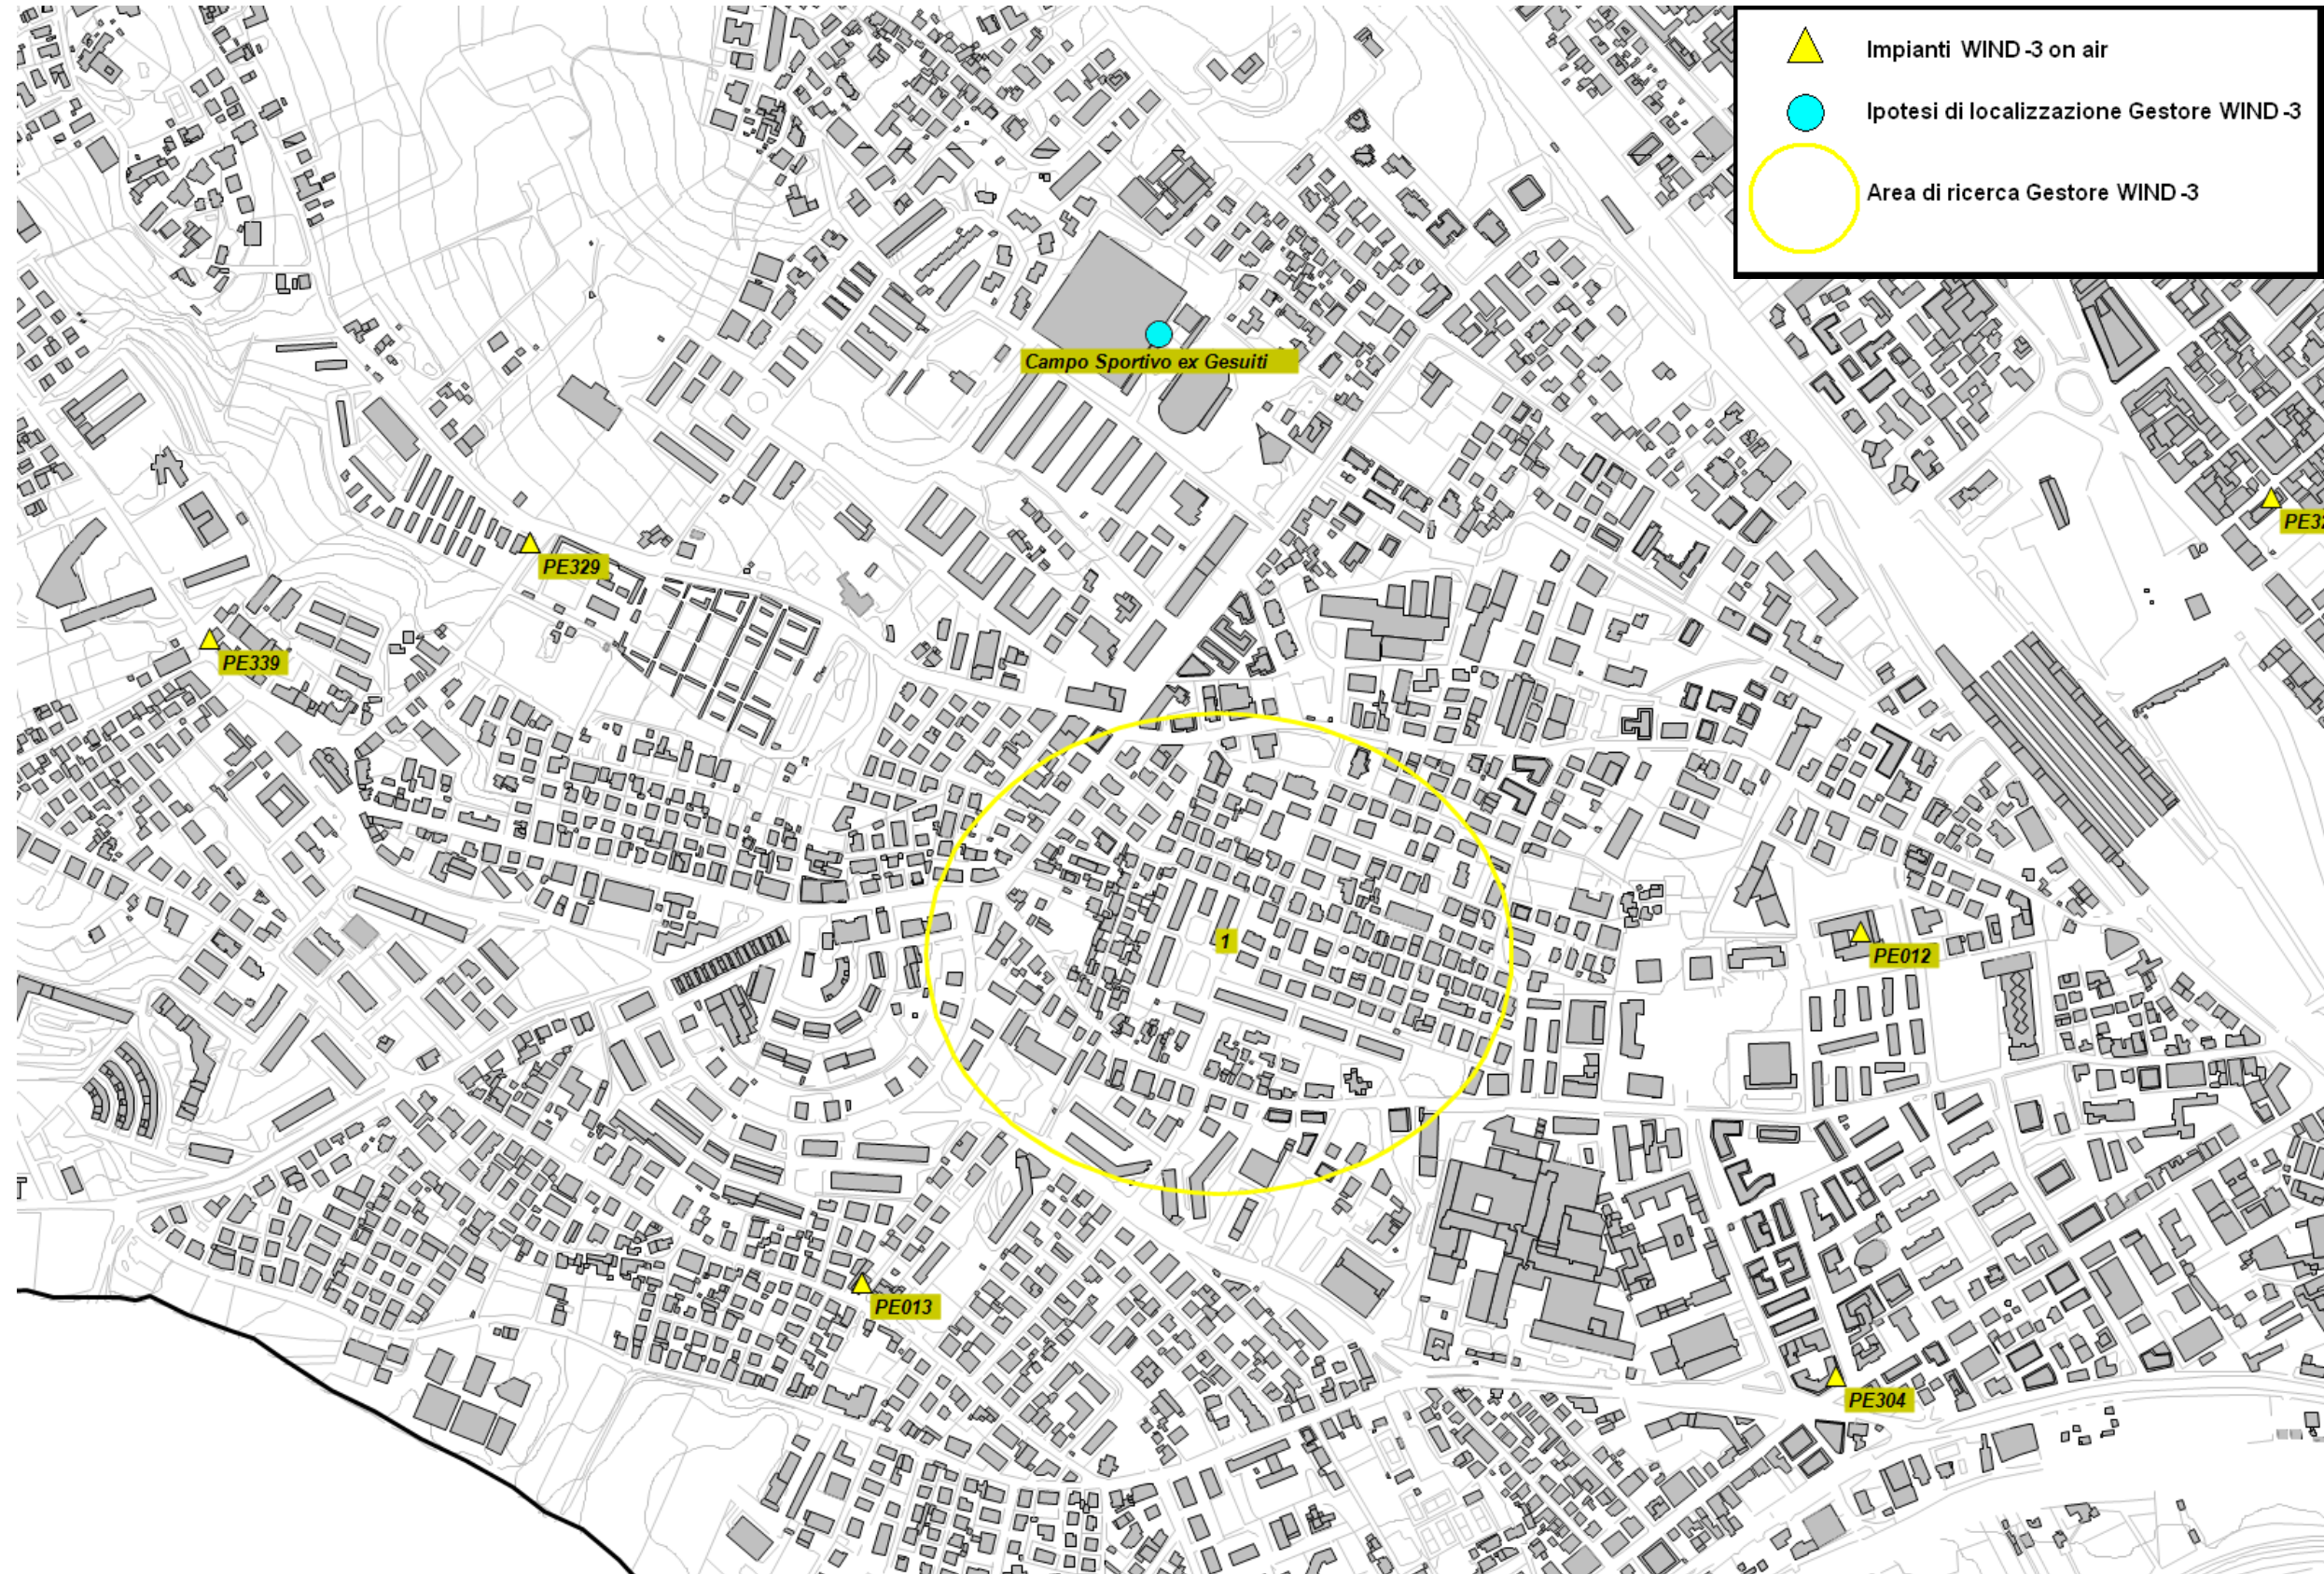 Impianti WIND-3 on air
Ipotesi di localizzazione Gestore WIND-3
Area di ricerca Gestore WIND-3
Campo Sportivo ex Gesuiti
PE32
PE329
PE339
1
PE012
PE013
PE304